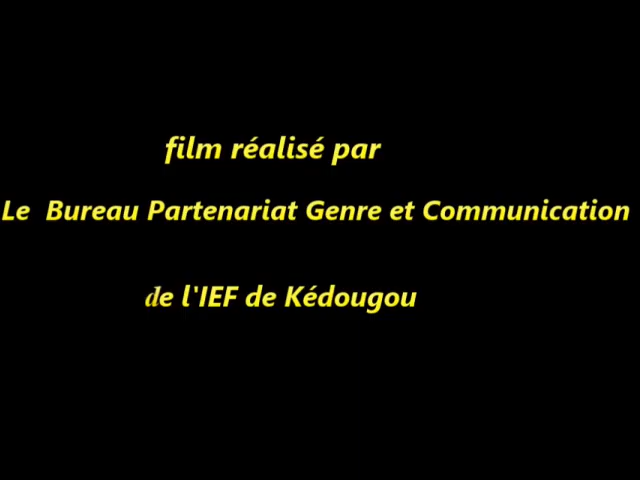 film réalisé par
Le Bureau Partenariat Genre et Communication
de l'IEF de Kédougou